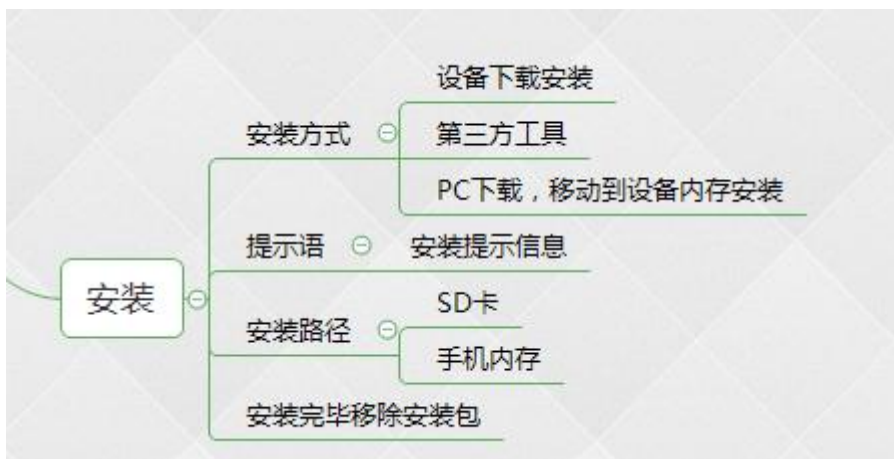 设备下载安装
安装方式
第三方工具
PC下载，移动到设备内存安装
提示语
安装提示信息
安装
SD卡
安装路径
手机内存
安装完毕移除安装包